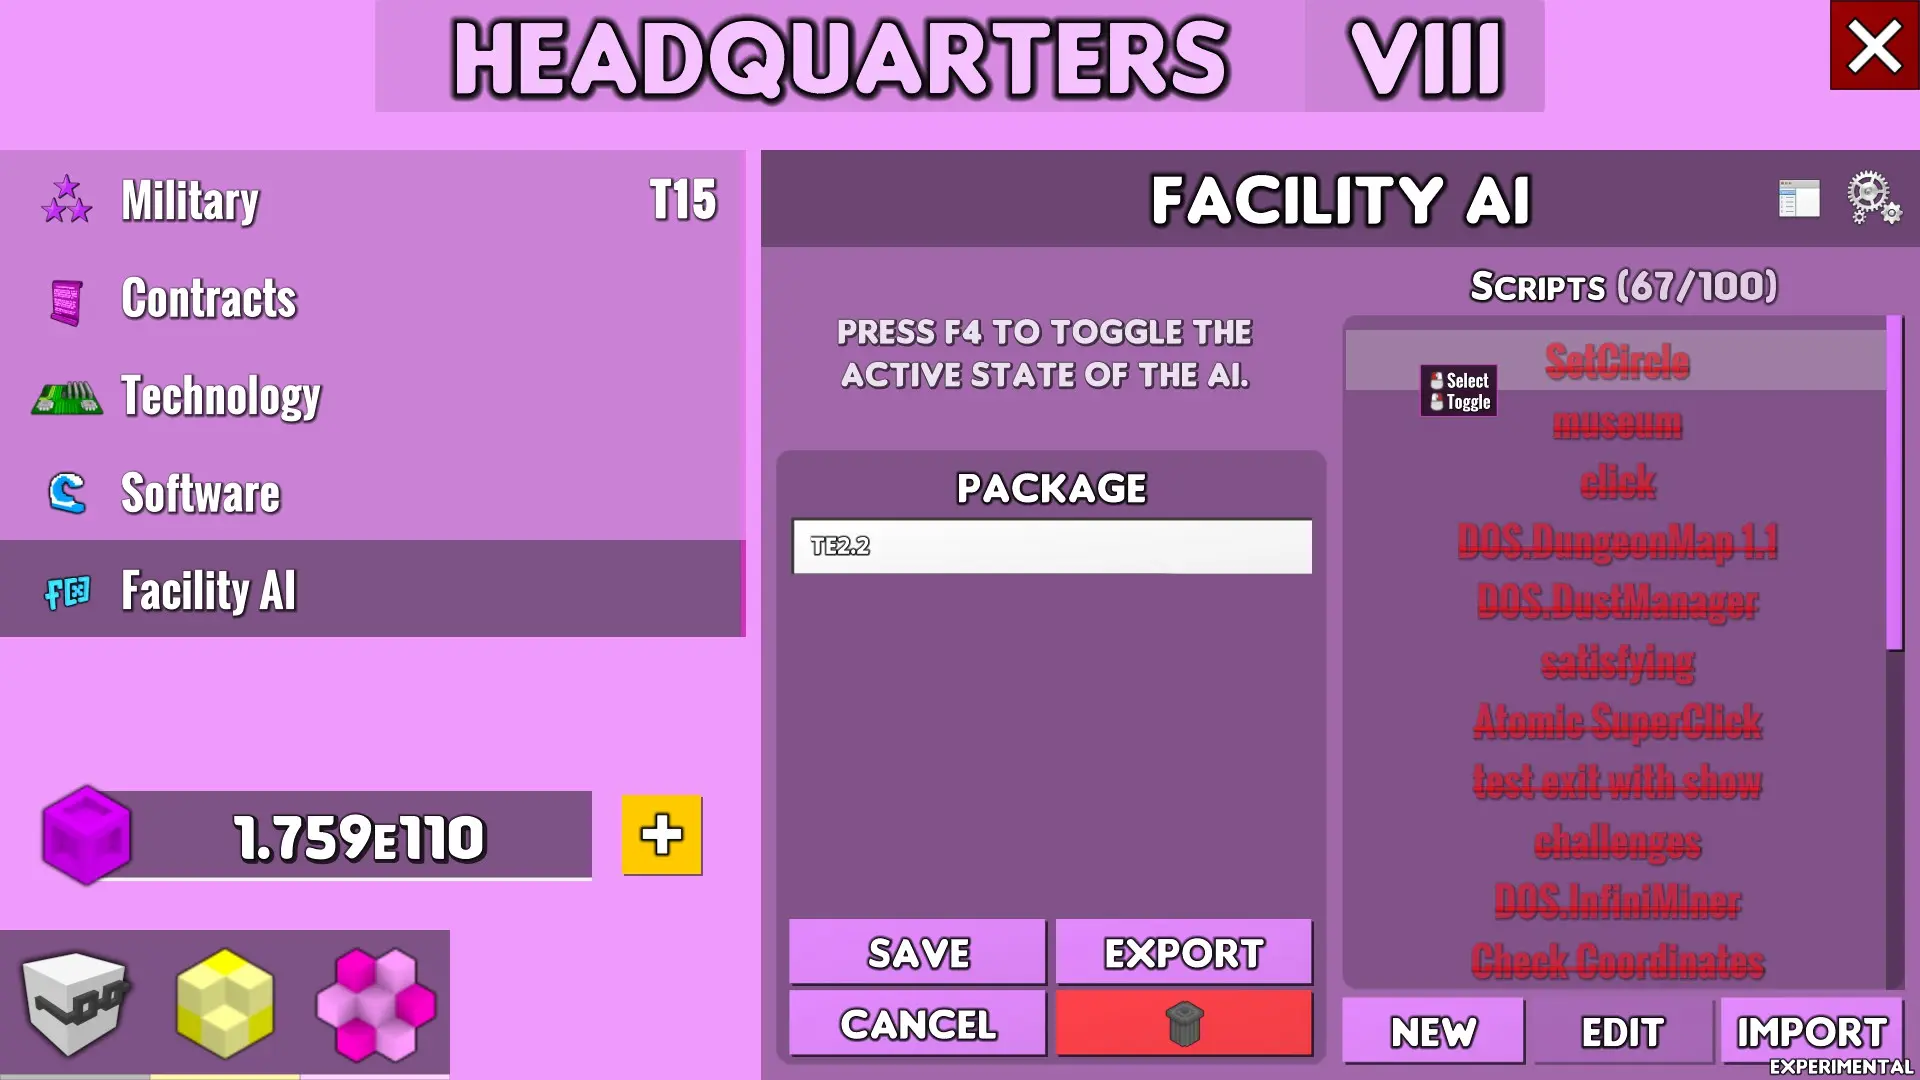 HEADQUARTERS VIII
Military T15
Contracts
Technology
Software
Facility AI
1.759E110
FACILITY AI
PRESS F4 TO TOGGLE THE
ACTIVE STATE OF THE AI.
PACKAGE
TE2.2
SAVE EXPORT
CANCEL
SCRIPTS (67/100)
SetCircle
Select
Toggle
museum
click
DOS.DungeonMap 1.1
DOS.DustManager
satisfying
Atomic SuperClick
test exit with show
challenges
DOS.InfiniMiner
Check Coordinates
NEW EDIT IMPORT
EXPERIMENTAL